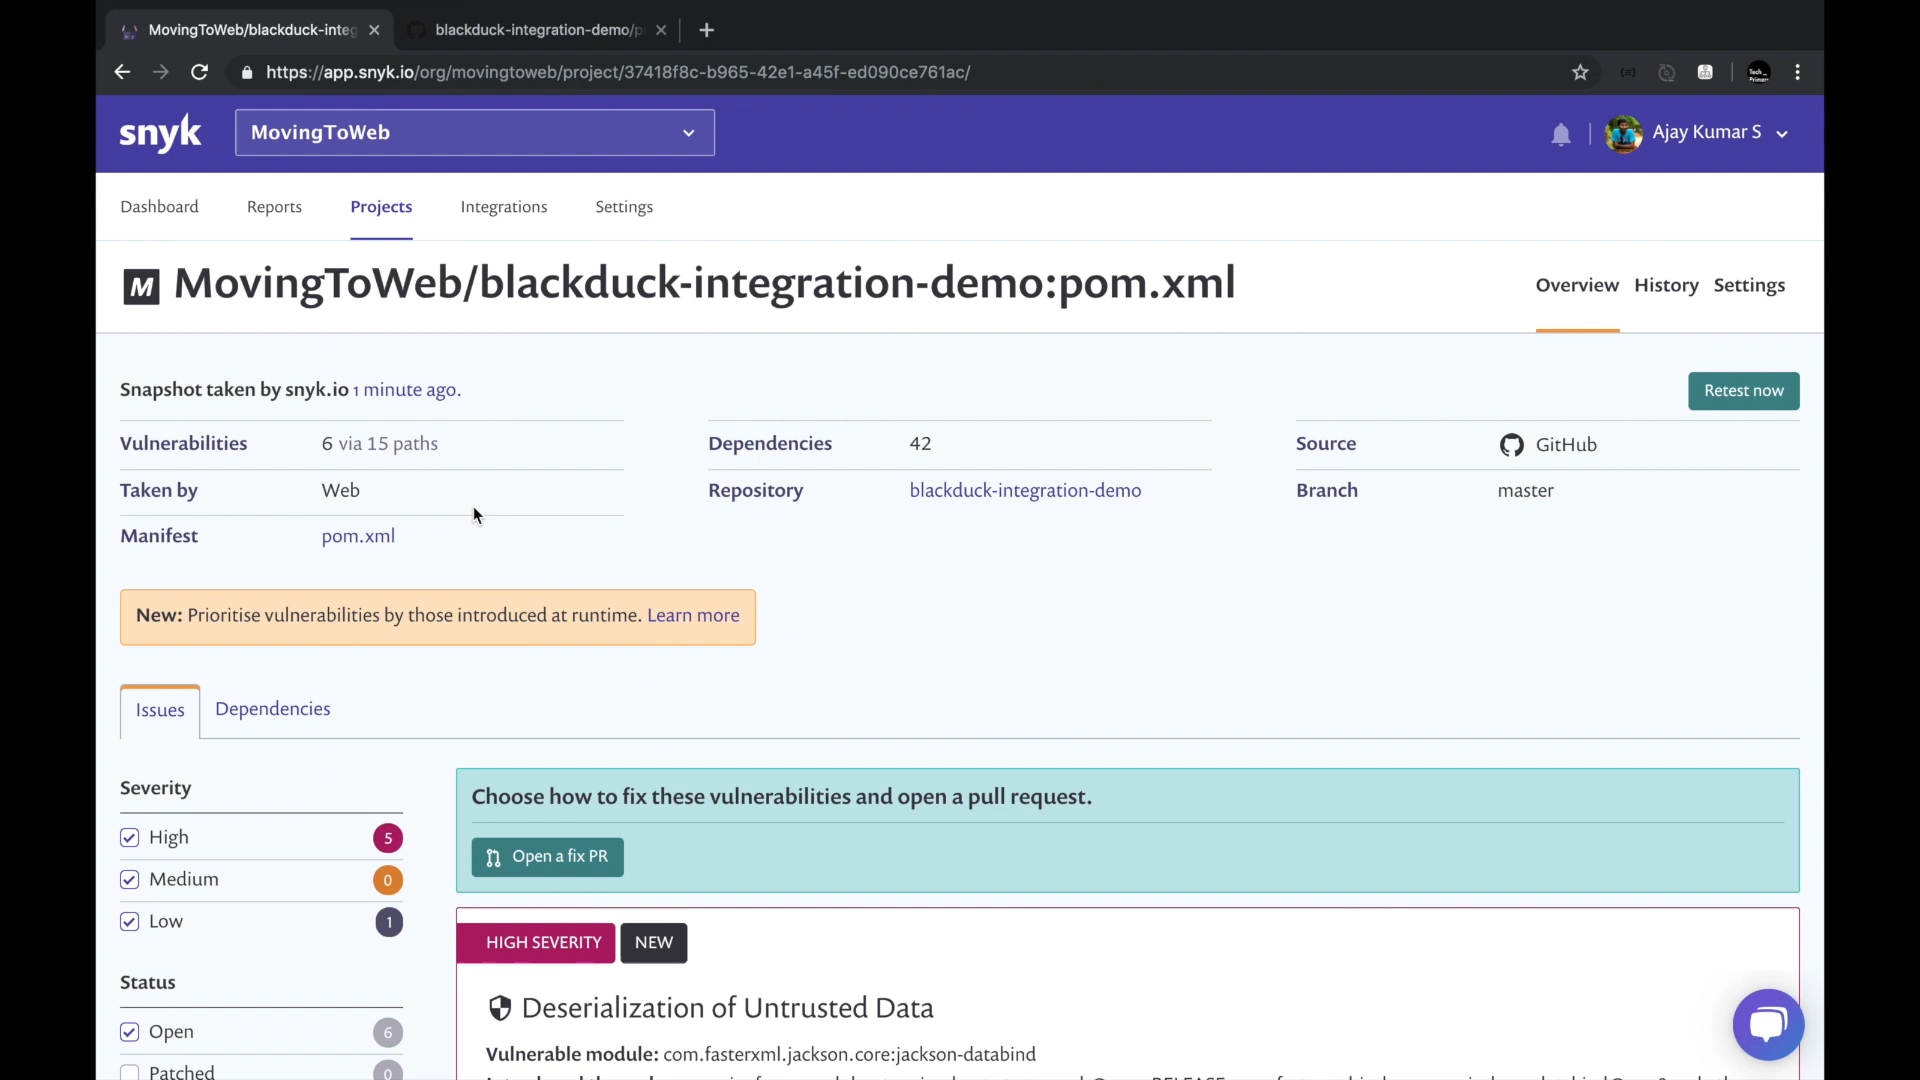 MovingToWeb/blackduck-integ
blackduck-integration-demo/p
https://app.snyk.io/org/movingtoweb/project/37418f8c-b965-42e1-a45f-ed090ce761ac/
snyk
MovingToWeb
Ajay Kumar S
Dashboard Reports Projects Integrations Settings
M MovingToWeb/blackduck-integration-demo:pom.xml
Overview History Settings
Snapshot taken by snyk.io 1 minute ago.
Retest now
Vulnerabilities 6 via 15 paths Dependencies 42 Source GitHub
Taken by Web Repository blackduck-integration-demo Branch master
Manifest pom.xml
New: Prioritise vulnerabilities by those introduced at runtime. Learn more
Issues Dependencies
Severity
High 5
Medium 0
Low 1
Status
Open 6
Patched 0
Choose how to fix these vulnerabilities and open a pull request.
Open a fix PR
HIGH SEVERITY NEW
Deserialization of Untrusted Data
Vulnerable module: com.fasterxml.jackson.core:jackson-databind